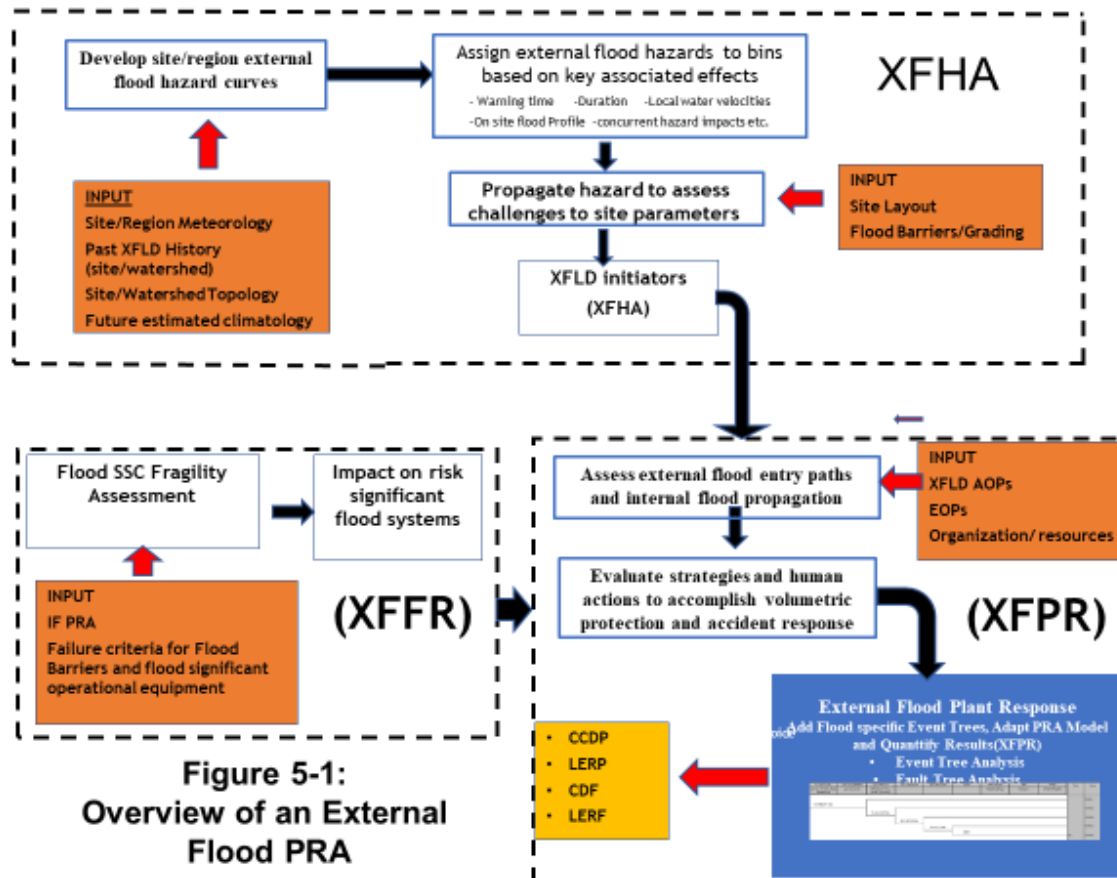 Develop site/region external
flood hazard curves
Assign external flood hazards to bins
based on key associated effects
- Warning time -Duration -Local water velocities
-On site flood Profile -concurrent hazard impacts etc.
XFHA
INPUT
Site/Region Meteorology
Past XFLD History
(site/watershed)
Site/Watershed Topology
Future estimated climatology
Propagate hazard to assess
challenges to site parameters
INPUT
Site Layout
Flood Barriers/Grading
XFLD initiators
(XFHA)
Flood SSC Fragility
Assessment
Impact on risk
significant
flood systems
INPUT
IF PRA
Failure criteria for Flood
Barriers and flood significant
operational equipment
(XFFR)
Assess external flood entry paths
and internal flood propagation
INPUT
XFLD AOPs
EOPs
Organization/ resources
Evaluate strategies and human
actions to accomplish volumetric
protection and accident response
(XFPR)
External Flood Plant Response
Add Flood specific Event Trees, Adapt PRA Model
and Quanttify Results(XFPR)
• Event Tree Analysis
• Fault Tree Analysis
• CCDP
• LERP
• CDF
• LERF
Figure 5-1:
Overview of an External
Flood PRA